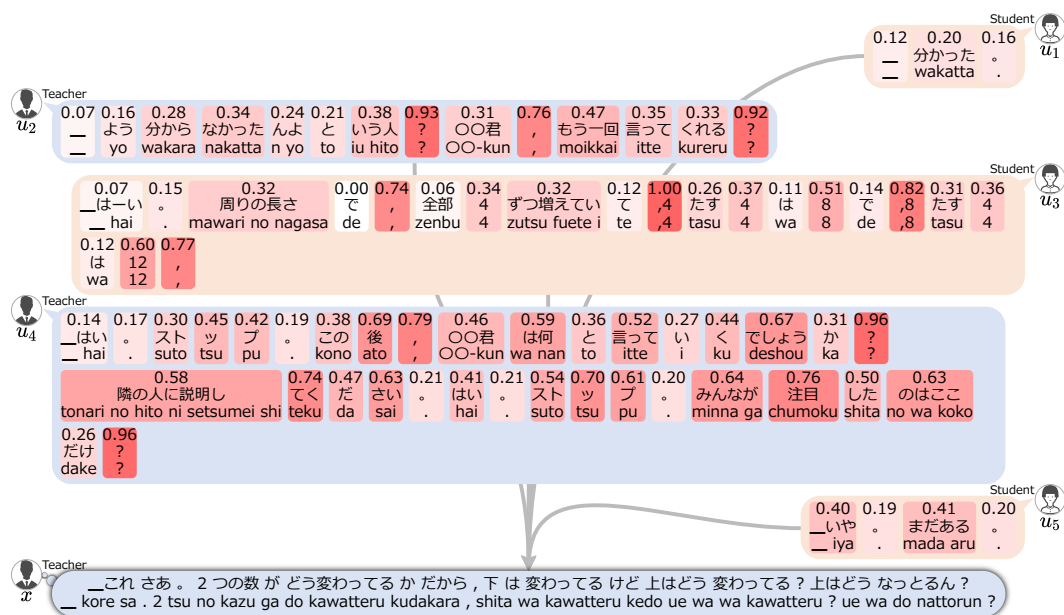 Student
0.12 0.20 0.16
__ 分かった 。
__ wakatta .
u1
Teacher
u2
0.07 0.16 0.28 0.34 0.24 0.21 0.38 0.93 0.31 0.76 0.47 0.35 0.33 0.92
__ よう 分から なかった んよ と いう人 ? 〇〇君 , もう一回 言って くれる ?
__ yo wakara nakatta n yo to iu hito ? 〇〇-kun , moikkai itte kureru ?
Student
u3
0.07 0.15 0.32 0.00 0.74 0.06 0.34 0.32 0.12 1.00 0.26 0.37 0.11 0.51 0.14 0.82 0.31 0.36
__はーい 。 周りの長さ で , 全部 4 ずつ増えてい て ,4 たす 4 は 8 で ,8 たす 4
__ hai . mawari no nagasa de , zenbu 4 zutsu fuete i te ,4 tasu 4 wa 8 de ,8 tasu 4
0.12 0.60 0.77
は 12 ,
wa 12 ,
Teacher
u4
0.14 0.17 0.30 0.45 0.42 0.19 0.38 0.69 0.79 0.46 0.59 0.36 0.52 0.27 0.44 0.67 0.31 0.96
__はい 。 スト ッ プ 。 この 後 , 〇〇君 は何 と 言って い く でしょう か ?
__ hai . suto tsu pu . kono ato , 〇〇-kun wa nan to itte i ku deshou ka ?
0.58 0.74 0.47 0.63 0.21 0.41 0.21 0.54 0.70 0.61 0.20 0.64 0.76 0.50 0.63
隣の人に説明し てく だ さい 。 はい 。 スト ッ プ 。 みんなが 注目 した のはここ
tonari no hito ni setsumei shi teku da sai . hai . suto tsu pu . minna ga chumoku shita no wa koko
0.26 0.96
だけ ?
dake ?
Student
0.40 0.19 0.41 0.20
__いや 。 まだある 。
__ iya . mada aru .
u5
Teacher
x
__これ さあ 。 2 つの数 が どう変わってる か だから , 下 は 変わってる けど 上はどう 変わってる ? 上はどう なっとるん ?
__ kore sa . 2 tsu no kazu ga do kawatteru kudakara , shita wa kawatteru kedo ue wa wa kawatteru ? ue wa do nattorun ?